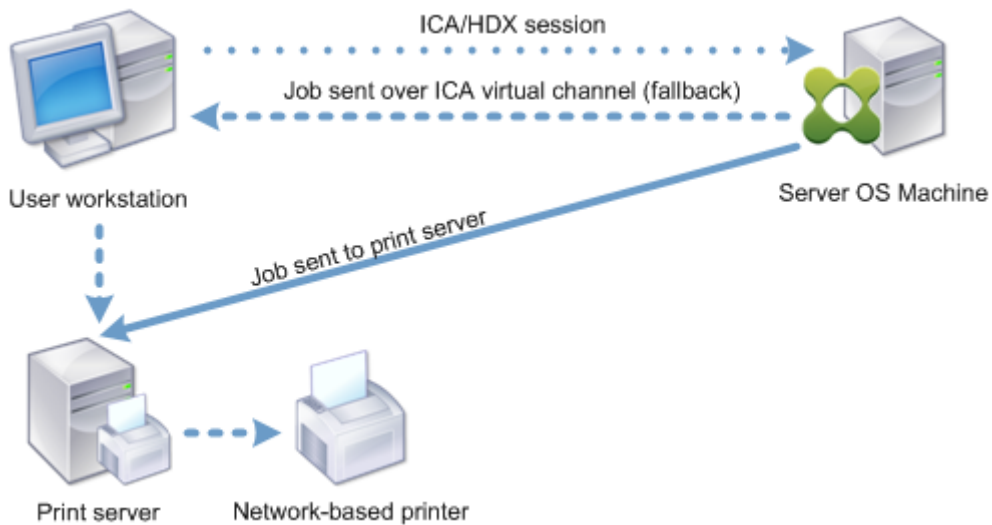 ICA/HDX session
Job sent over ICA virtual channel (fallback)
User workstation
Server OS Machine
Job sent to print server
Print server
Network-based printer